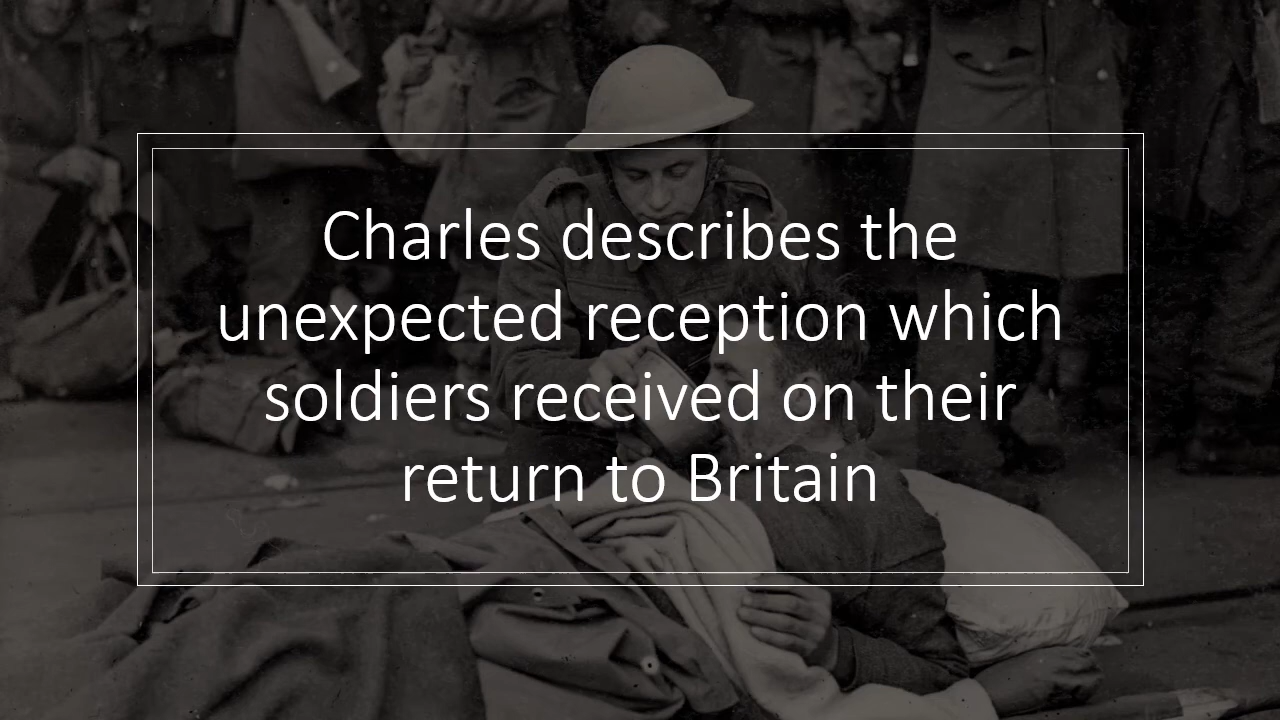 Charles describes the
unexpected reception which
soldiers received on their
return to Britain